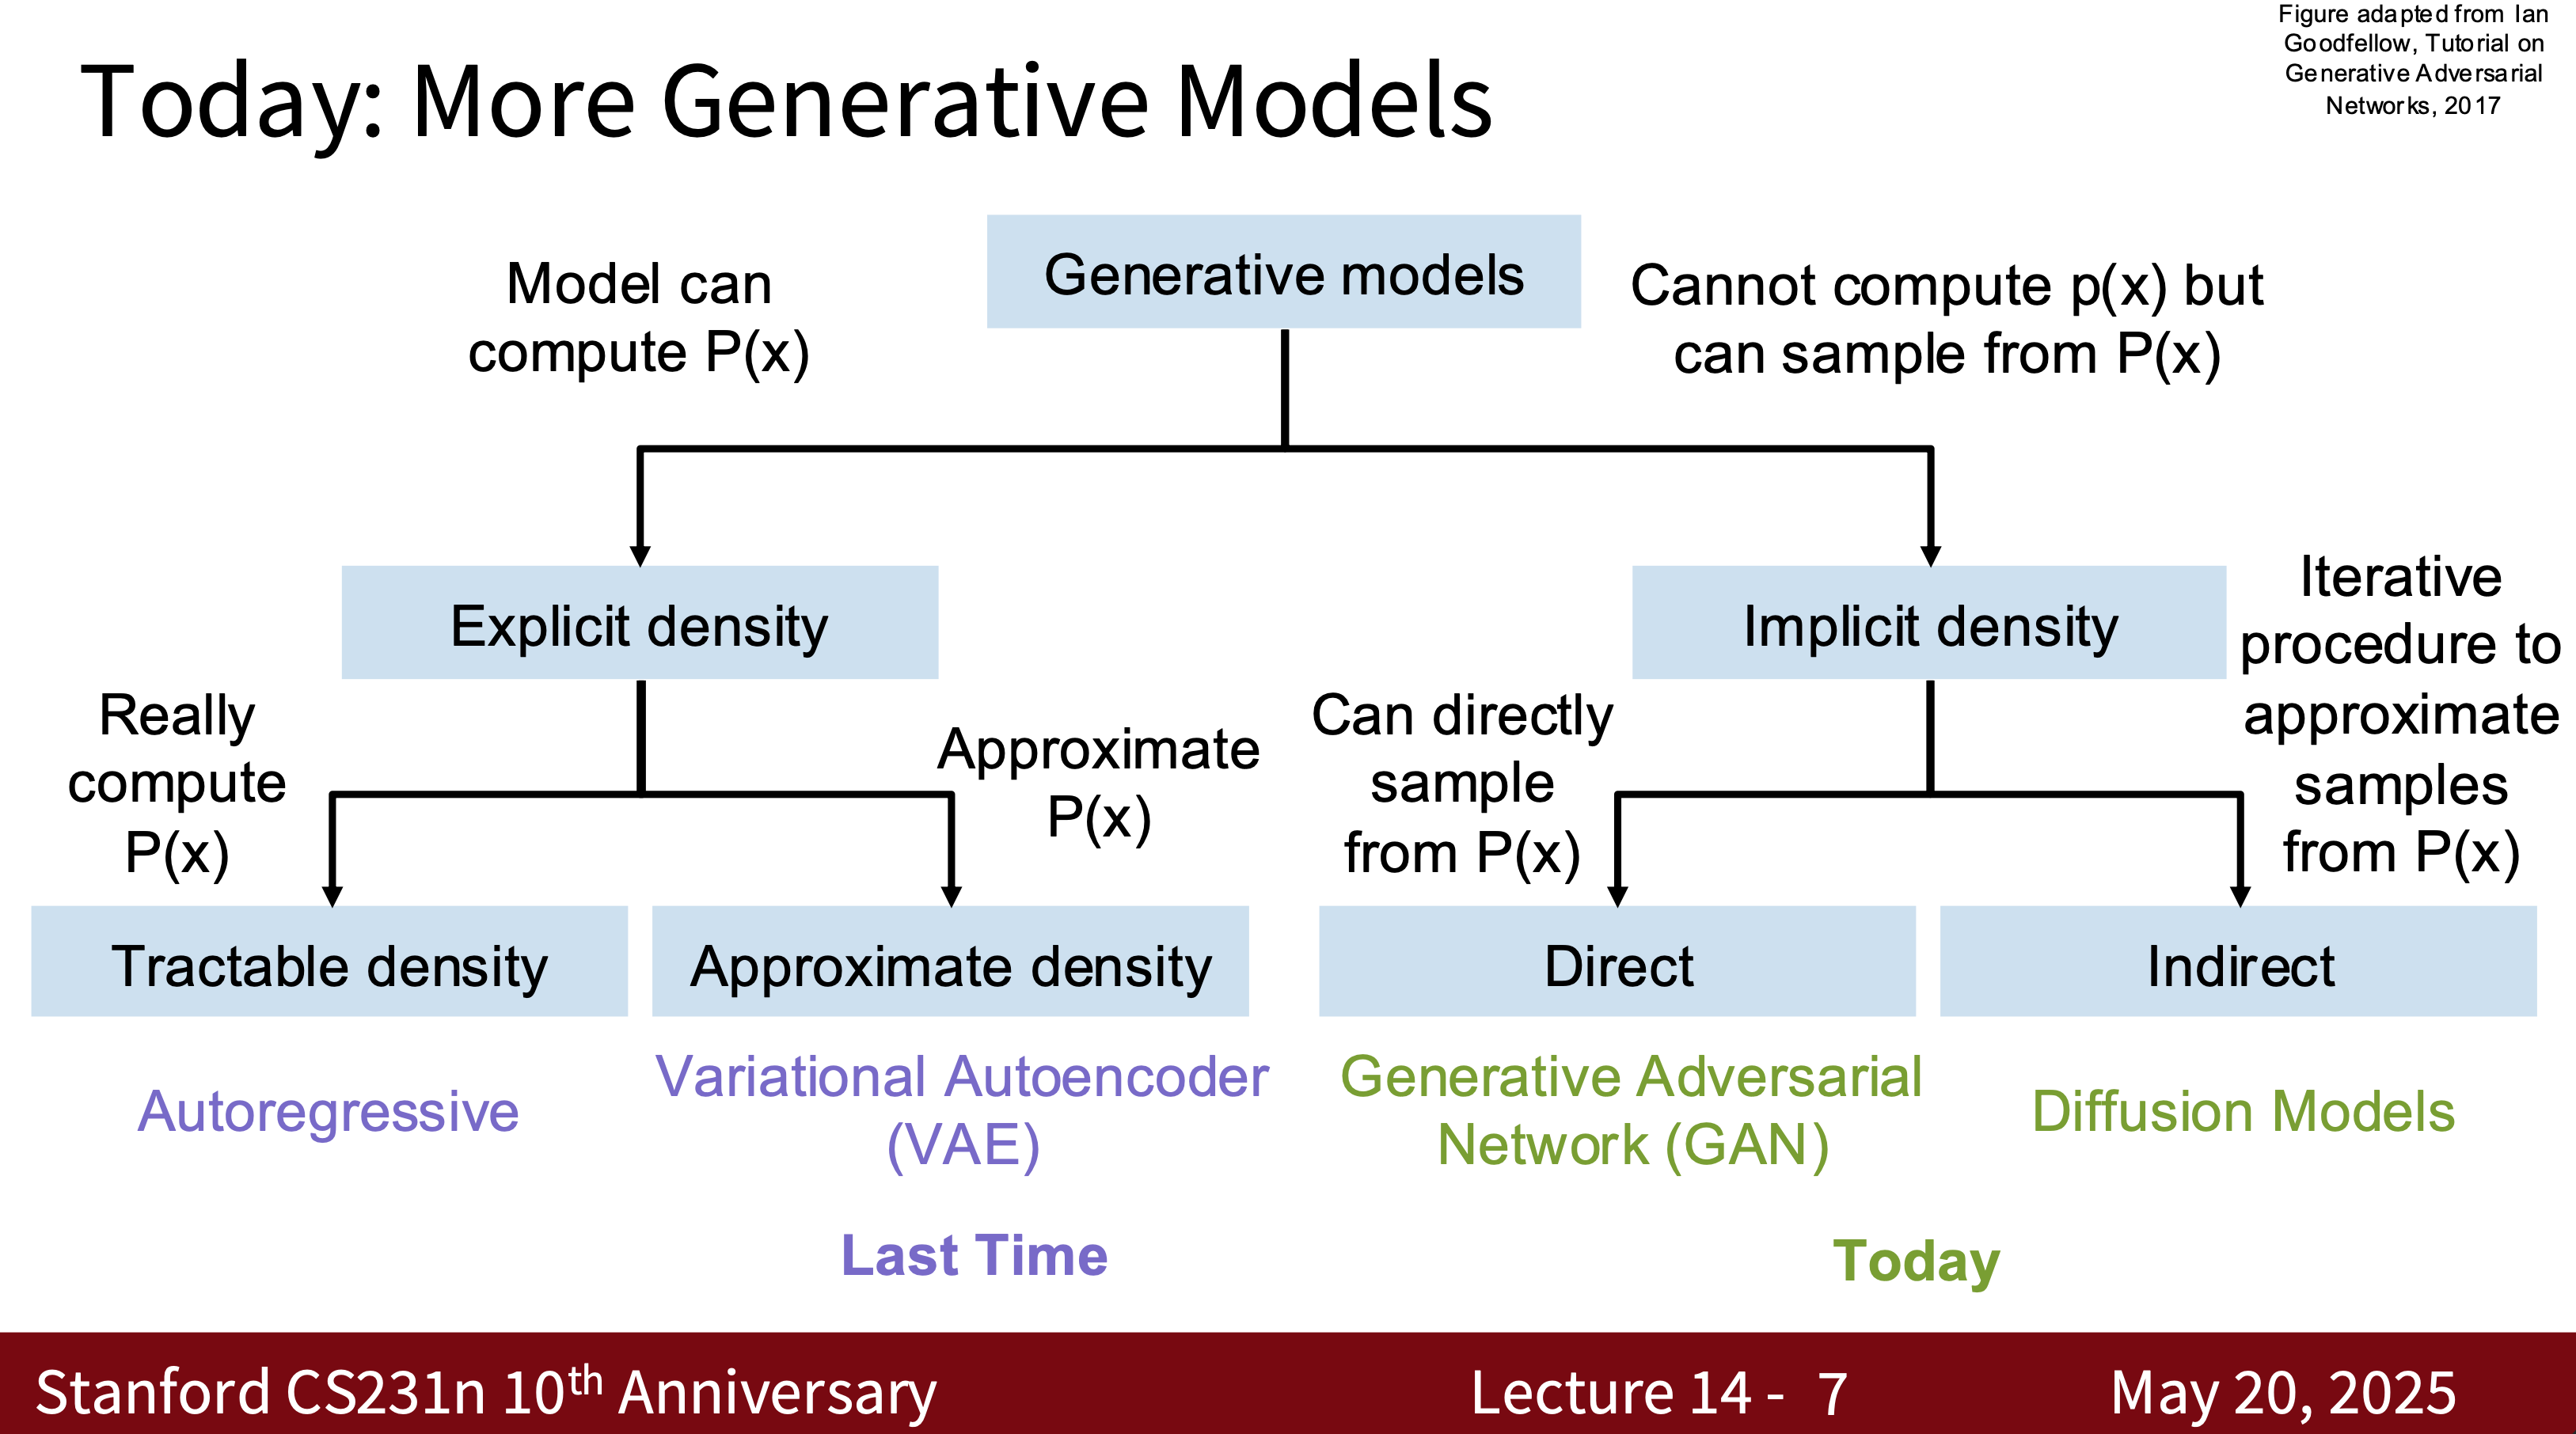 Today: More Generative Models
Figure adapted from Ian
Goodfellow, Tutorial on
Generative Adversarial
Networks, 2017
Generative models
Model can
compute P(x)
Cannot compute p(x) but
can sample from P(x)
Explicit density
Implicit density
Really
compute
P(x)
Approximate
P(x)
Can directly
sample
from P(x)
Iterative
procedure to
approximate
samples
from P(x)
Tractable density
Approximate density
Direct
Indirect
Autoregressive
Variational Autoencoder
(VAE)
Generative Adversarial
Network (GAN)
Diffusion Models
Last Time
Today
Stanford CS231n 10th Anniversary
Lecture 14 - 7
May 20, 2025